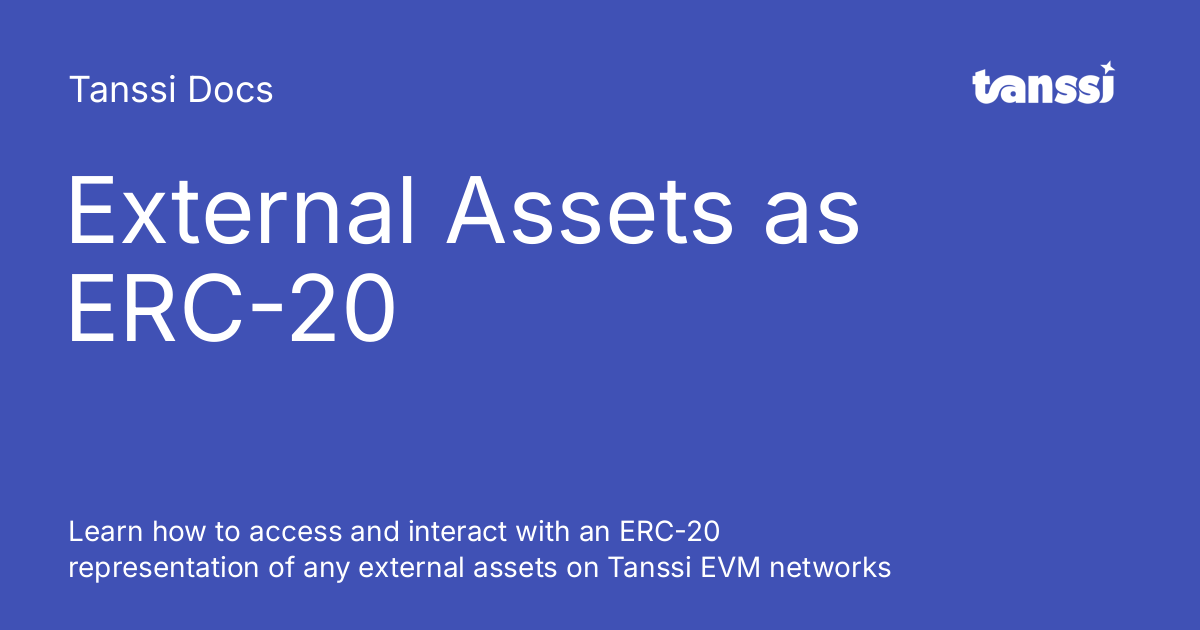 Tanssi Docs
tanssi
External Assets as
ERC-20
Learn how to access and interact with an ERC-20
representation of any external assets on Tanssi EVM networks